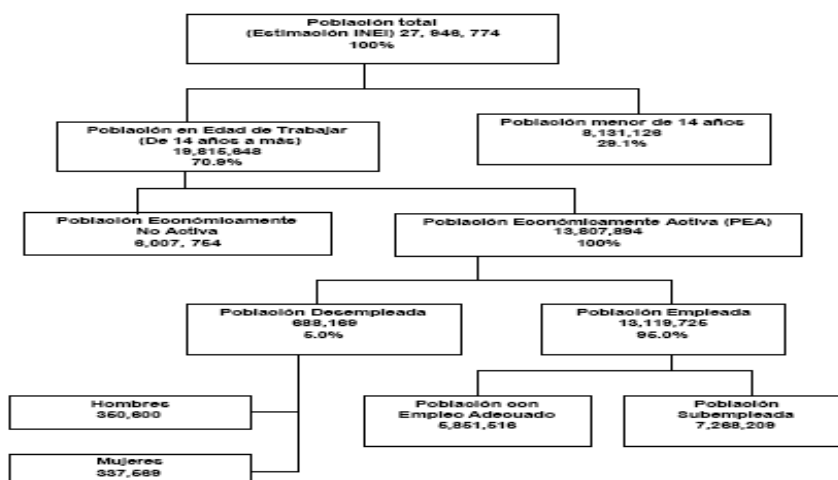 Población total
(Estimación INEI) 27, 946, 774
100%
Población en Edad de Trabajar
(De 14 años a más)
19,815,648
70.9%
Población menor de 14 años
8,131,126
29.1%
Población Económicamente
No Activa
6,007, 754
Población Económicamente Activa (PEA)
13,807,894
100%
Población Desempleada
688,169
5.0%
Población Empleada
13,119,725
95.0%
Hombres
350,600
Población con
Empleo Adecuado
5,851,516
Población
Subempleada
7,268,209
Mujeres
337,569